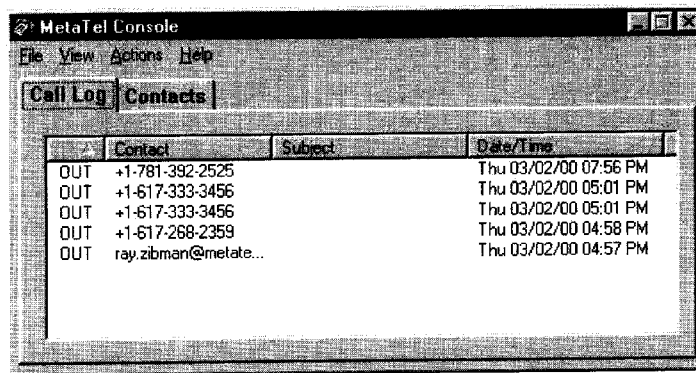 MetaTel Console
File View Actions Help
Call Log Contacts
Contact Subject Date/Time
OUT +1-781-392-2525 Thu 03/02/00 07:56 PM
OUT +1-617-333-3456 Thu 03/02/00 05:01 PM
OUT +1-617-333-3456 Thu 03/02/00 05:01 PM
OUT +1-617-268-2359 Thu 03/02/00 04:58 PM
OUT ray.zibman@metate... Thu 03/02/00 04:57 PM